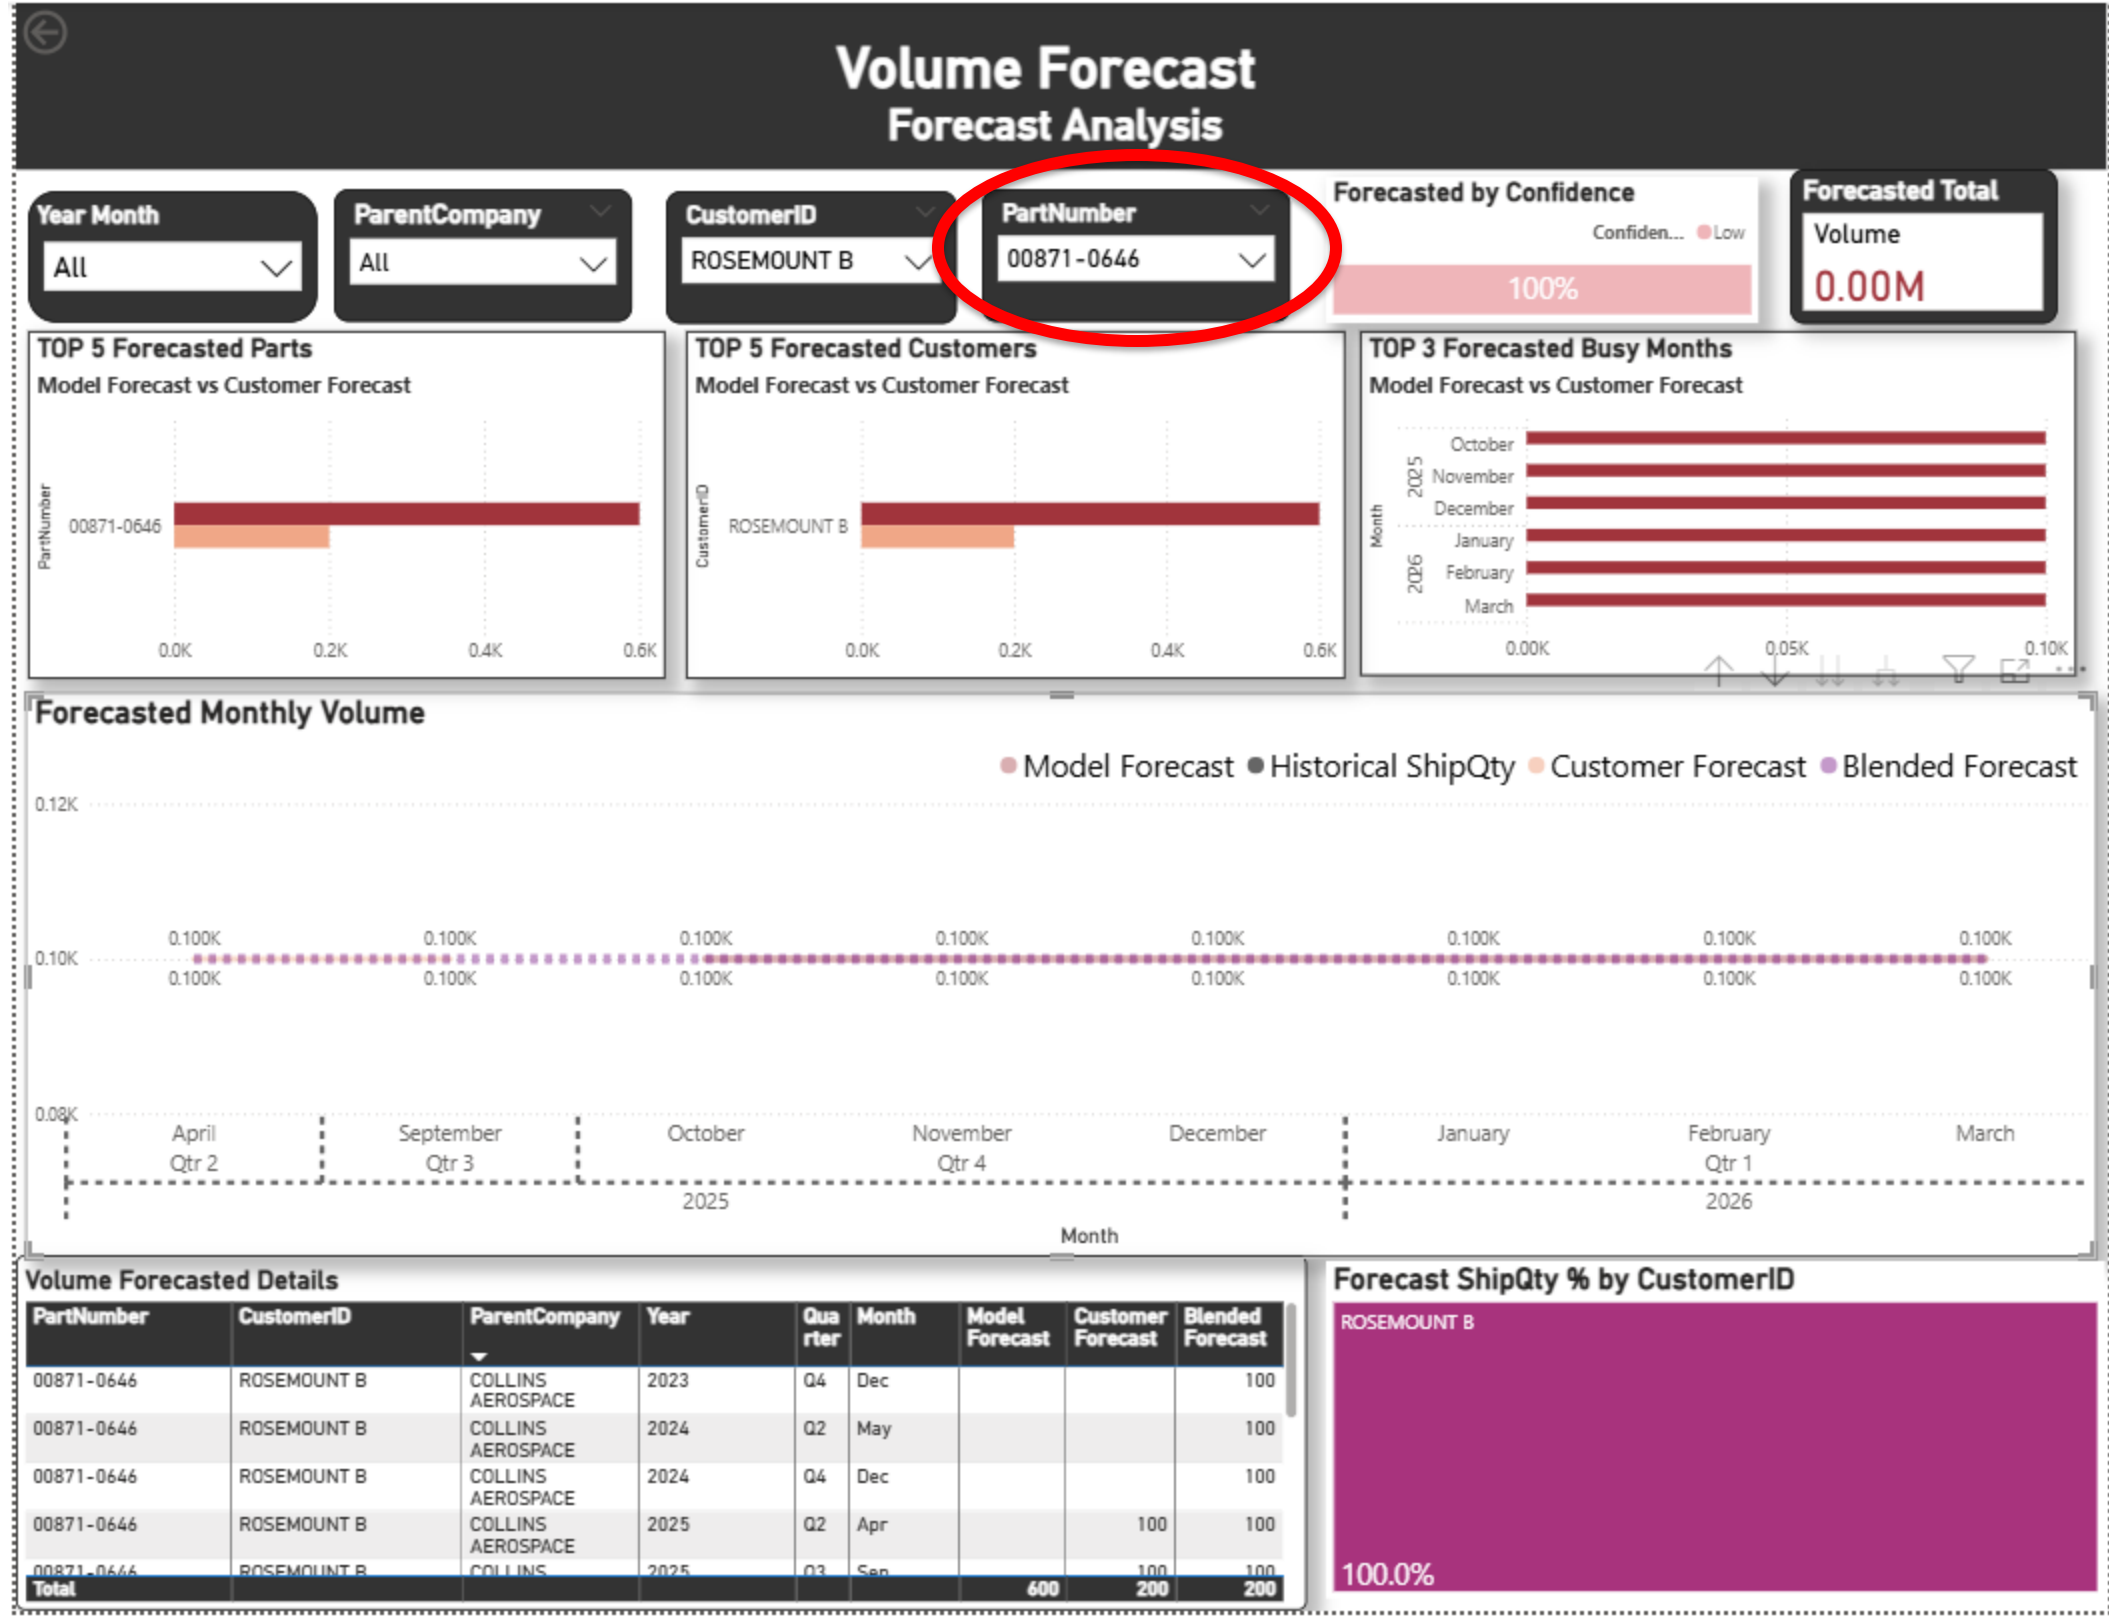 Volume Forecast
Forecast Analysis
Year Month
All
ParentCompany
All
CustomerID
ROSEMOUNT B
PartNumber
00871-0646
Forecasted by Confidence
Confiden... Low
100%
Forecasted Total
Volume
0.00M
TOP 5 Forecasted Parts
Model Forecast vs Customer Forecast
PartNumber
00871-0646
0.0K 0.2K 0.4K 0.6K
TOP 5 Forecasted Customers
Model Forecast vs Customer Forecast
CustomerID
ROSEMOUNT B
0.0K 0.2K 0.4K 0.6K
TOP 3 Forecasted Busy Months
Model Forecast vs Customer Forecast
Month
2025
October
November
December
2026
January
February
March
0.00K 0.05K 0.10K
Forecasted Monthly Volume
Model Forecast Historical ShipQty Customer Forecast Blended Forecast
0.12K
0.100K 0.100K 0.100K 0.100K 0.100K 0.100K 0.100K 0.100K
0.10K
0.100K 0.100K 0.100K 0.100K 0.100K 0.100K 0.100K 0.100K
0.08K
April September October November December January February March
Qtr 2 Qtr 3 Qtr 4 Qtr 1
2025 2026
Month
Volume Forecasted Details
PartNumber CustomerID ParentCompany Year Qua rter Month Model Forecast Customer Forecast Blended Forecast
00871-0646 ROSEMOUNT B COLLINS AEROSPACE 2023 Q4 Dec 100
00871-0646 ROSEMOUNT B COLLINS AEROSPACE 2024 Q2 May 100
00871-0646 ROSEMOUNT B COLLINS AEROSPACE 2024 Q4 Dec 100
00871-0646 ROSEMOUNT B COLLINS AEROSPACE 2025 Q2 Apr 100 100
00871-0646 ROSEMOUNT B COLLINS 2025 Q3 Sep 100 100
Total 600 200 200
Forecast ShipQty % by CustomerID
ROSEMOUNT B
100.0%